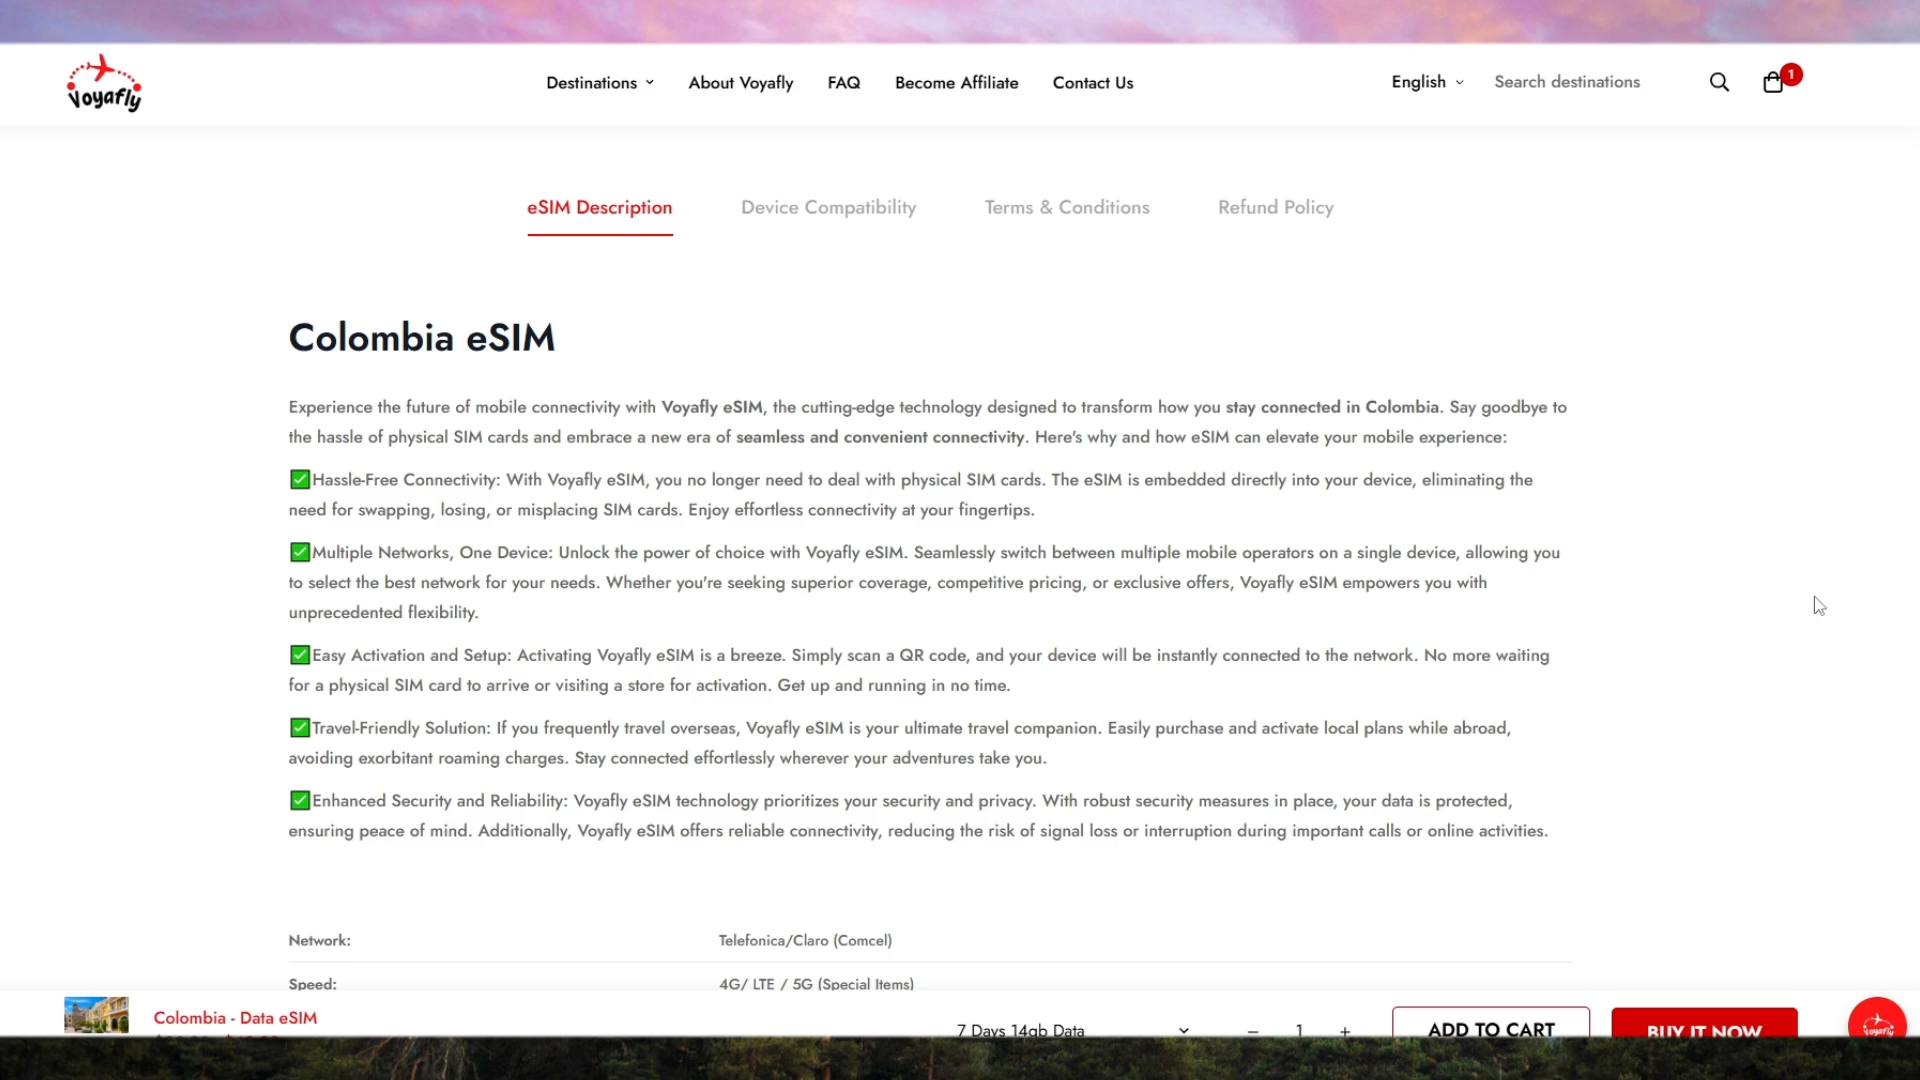 Voyafly
Destinations
About Voyafly
FAQ
Become Affiliate
Contact Us
English
Search destinations
1
eSIM Description
Device Compatibility
Terms & Conditions
Refund Policy
Colombia eSIM
Experience the future of mobile connectivity with Voyafly eSIM, the cutting-edge technology designed to transform how you stay connected in Colombia. Say goodbye to
the hassle of physical SIM cards and embrace a new era of seamless and convenient connectivity. Here's why and how eSIM can elevate your mobile experience:
✅Hassle-Free Connectivity: With Voyafly eSIM, you no longer need to deal with physical SIM cards. The eSIM is embedded directly into your device, eliminating the
need for swapping, losing, or misplacing SIM cards. Enjoy effortless connectivity at your fingertips.
✅Multiple Networks, One Device: Unlock the power of choice with Voyafly eSIM. Seamlessly switch between multiple mobile operators on a single device, allowing you
to select the best network for your needs. Whether you're seeking superior coverage, competitive pricing, or exclusive offers, Voyafly eSIM empowers you with
unprecedented flexibility.
✅Easy Activation and Setup: Activating Voyafly eSIM is a breeze. Simply scan a QR code, and your device will be instantly connected to the network. No more waiting
for a physical SIM card to arrive or visiting a store for activation. Get up and running in no time.
✅Travel-Friendly Solution: If you frequently travel overseas, Voyafly eSIM is your ultimate travel companion. Easily purchase and activate local plans while abroad,
avoiding exorbitant roaming charges. Stay connected effortlessly wherever your adventures take you.
✅Enhanced Security and Reliability: Voyafly eSIM technology prioritizes your security and privacy. With robust security measures in place, your data is protected,
ensuring peace of mind. Additionally, Voyafly eSIM offers reliable connectivity, reducing the risk of signal loss or interruption during important calls or online activities.
Network: Telefonica/Claro (Comcel)
Speed: 4G/ LTE / 5G (Special Items)
Colombia - Data eSIM
7 Days 14gb Data
− 1 +
ADD TO CART
BUY IT NOW
Voyafly